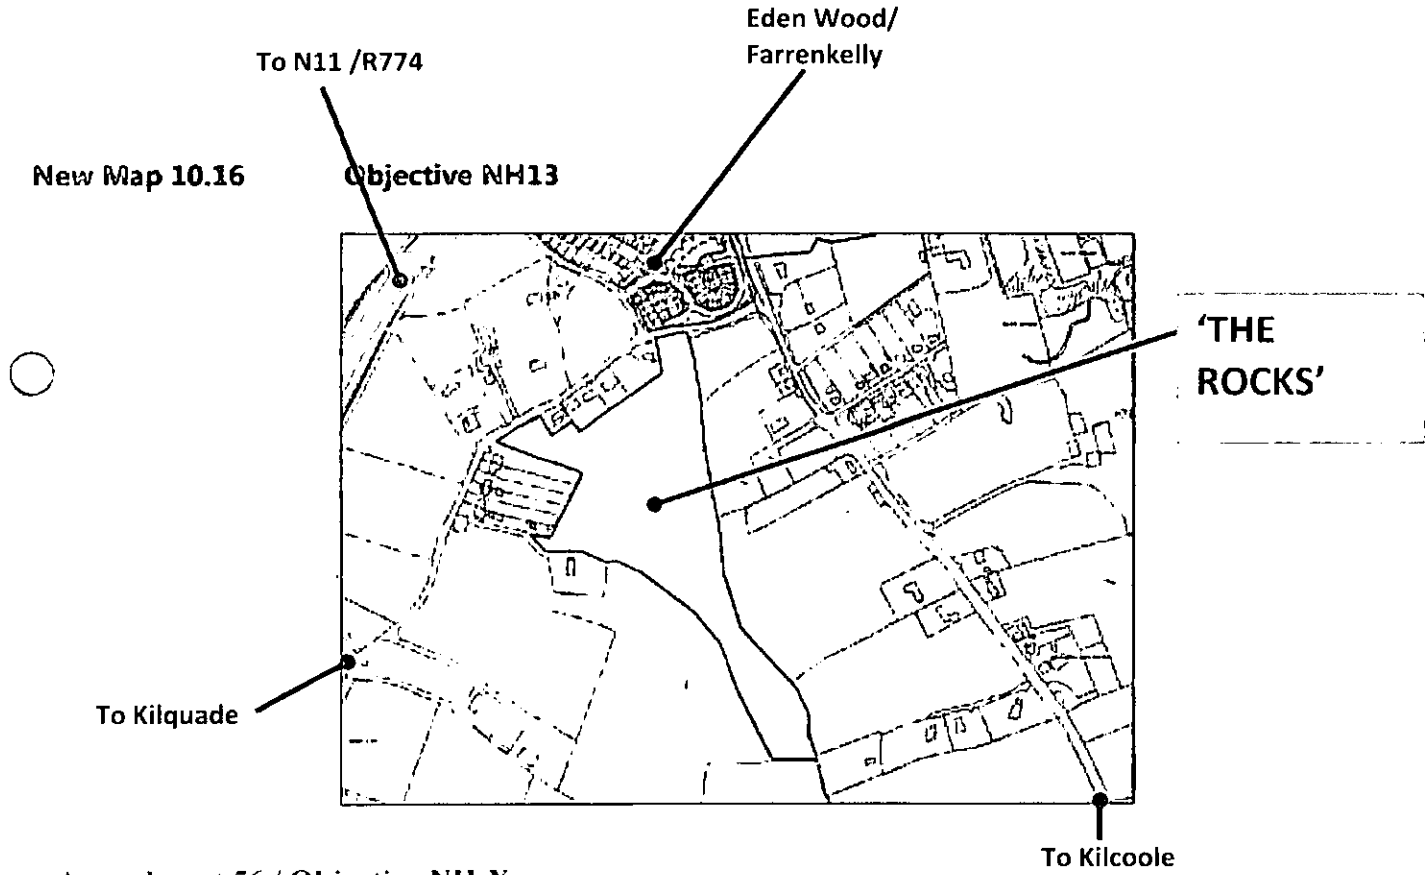 Eden Wood/
Farrenkelly
To N11 /R774
New Map 10.16 Objective NH13
‘THE
ROCKS’
To Kilquade
To Kilcoole